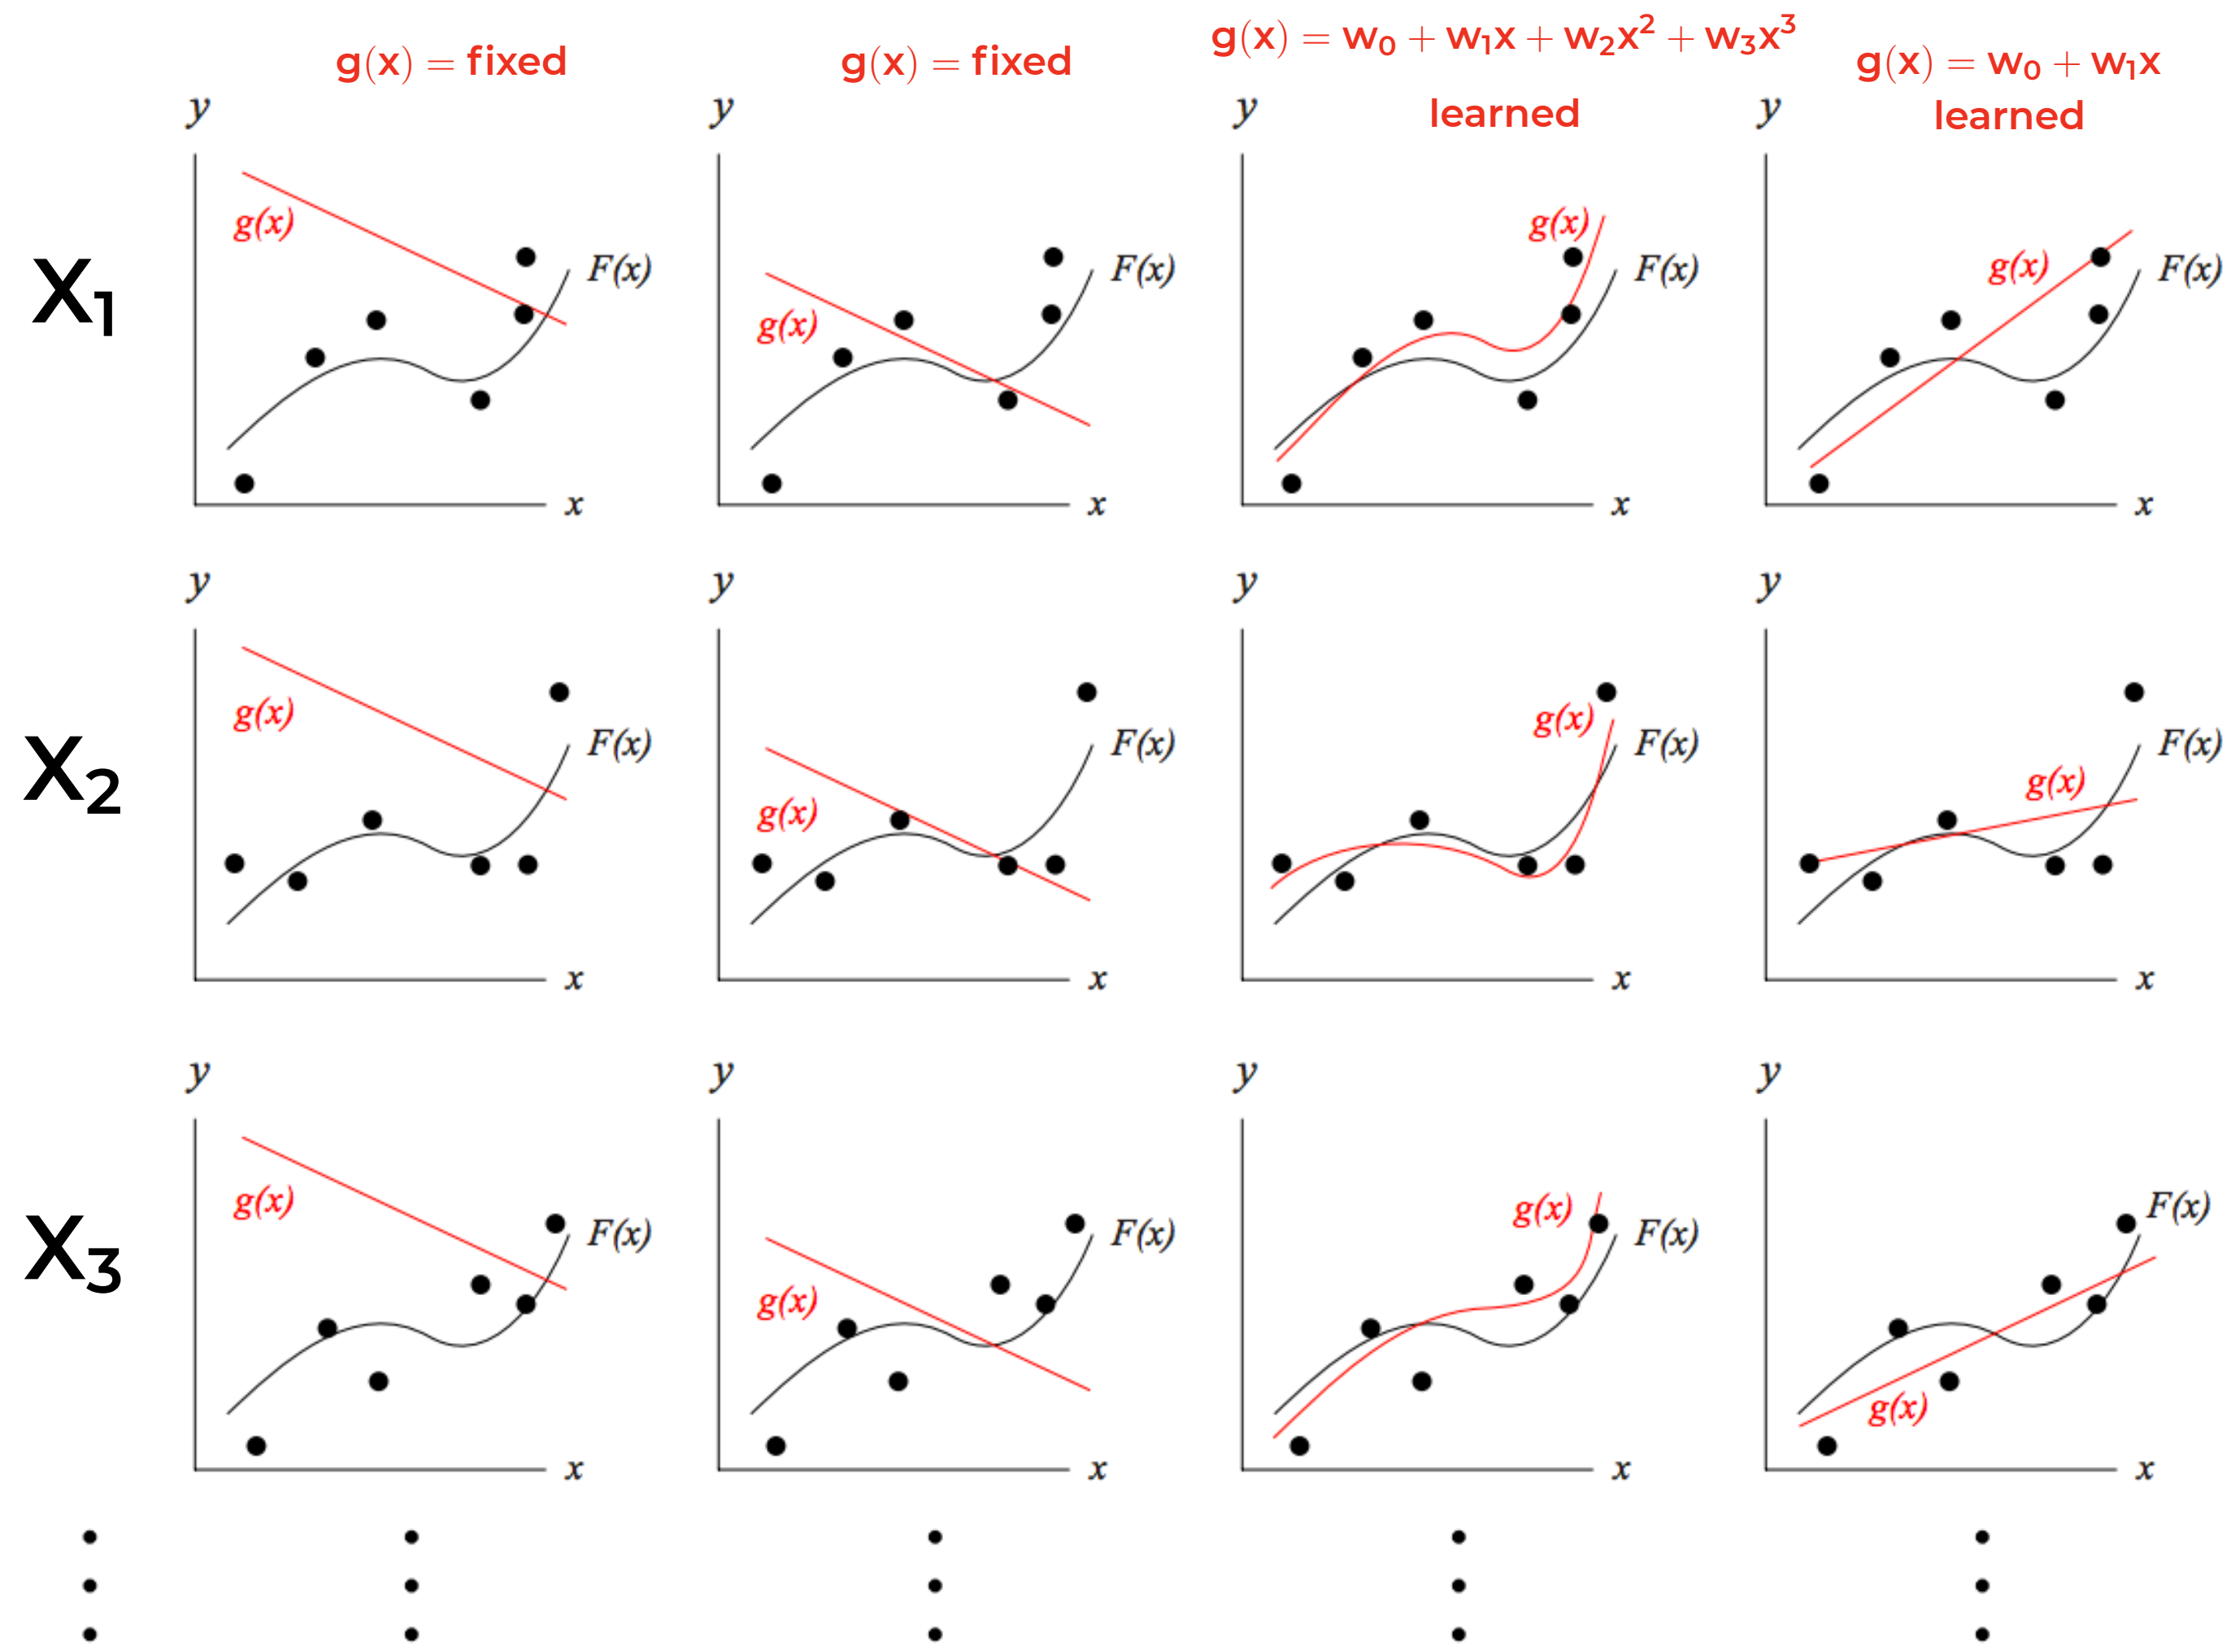 g(x) = fixed
g(x) = fixed
g(x) = w₀ + w₁x + w₂x² + w₃x³
learned
g(x) = w₀ + w₁x
learned
X₁
y
g(x)
F(x)
x
y
g(x)
F(x)
x
y
g(x)
F(x)
x
y
g(x)
F(x)
x
X₂
y
g(x)
F(x)
x
y
g(x)
F(x)
x
y
g(x)
F(x)
x
y
g(x)
F(x)
x
X₃
y
g(x)
F(x)
x
y
g(x)
F(x)
x
y
g(x)
F(x)
x
y
F(x)
g(x)
x